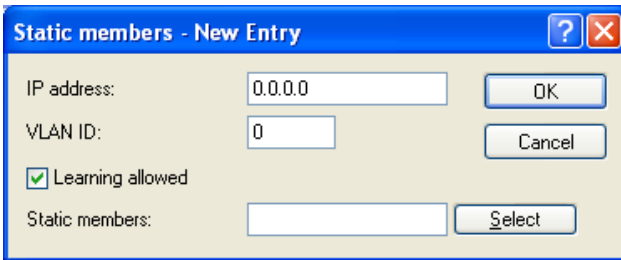 Static members - New Entry
IP address: 0.0.0.0 OK
VLAN ID: 0 Cancel
Learning allowed
Static members: Select